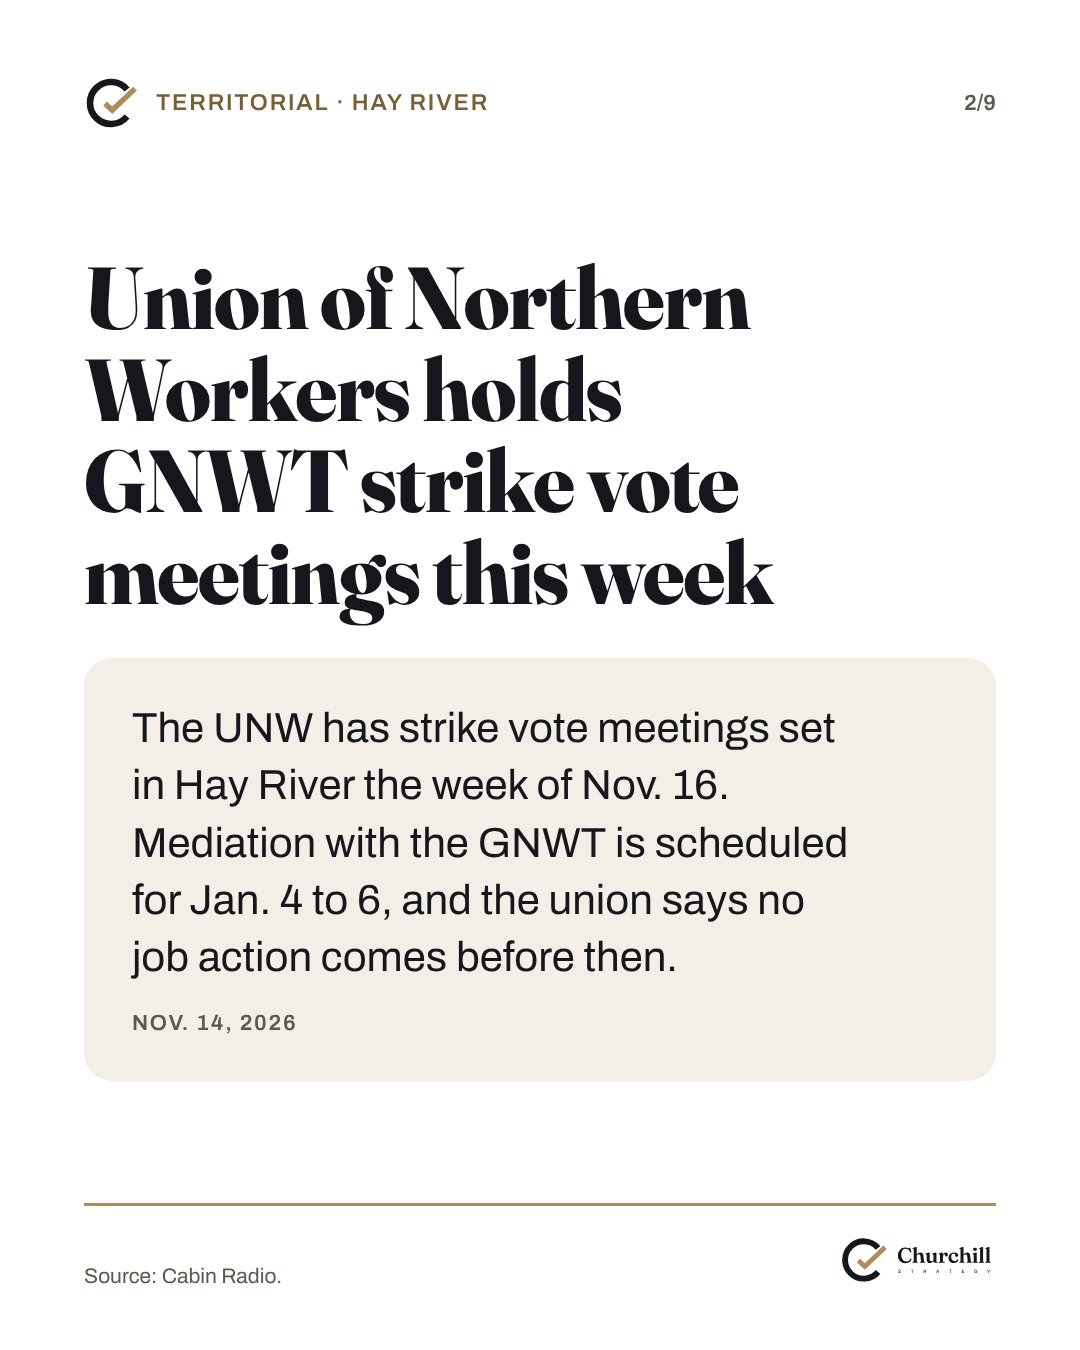 TERRITORIAL · HAY RIVER
2/9
Union of Northern
Workers holds
GNWT strike vote
meetings this week
The UNW has strike vote meetings set
in Hay River the week of Nov. 16.
Mediation with the GNWT is scheduled
for Jan. 4 to 6, and the union says no
job action comes before then.
NOV. 14, 2026
Source: Cabin Radio.
Churchill
STRATEGY